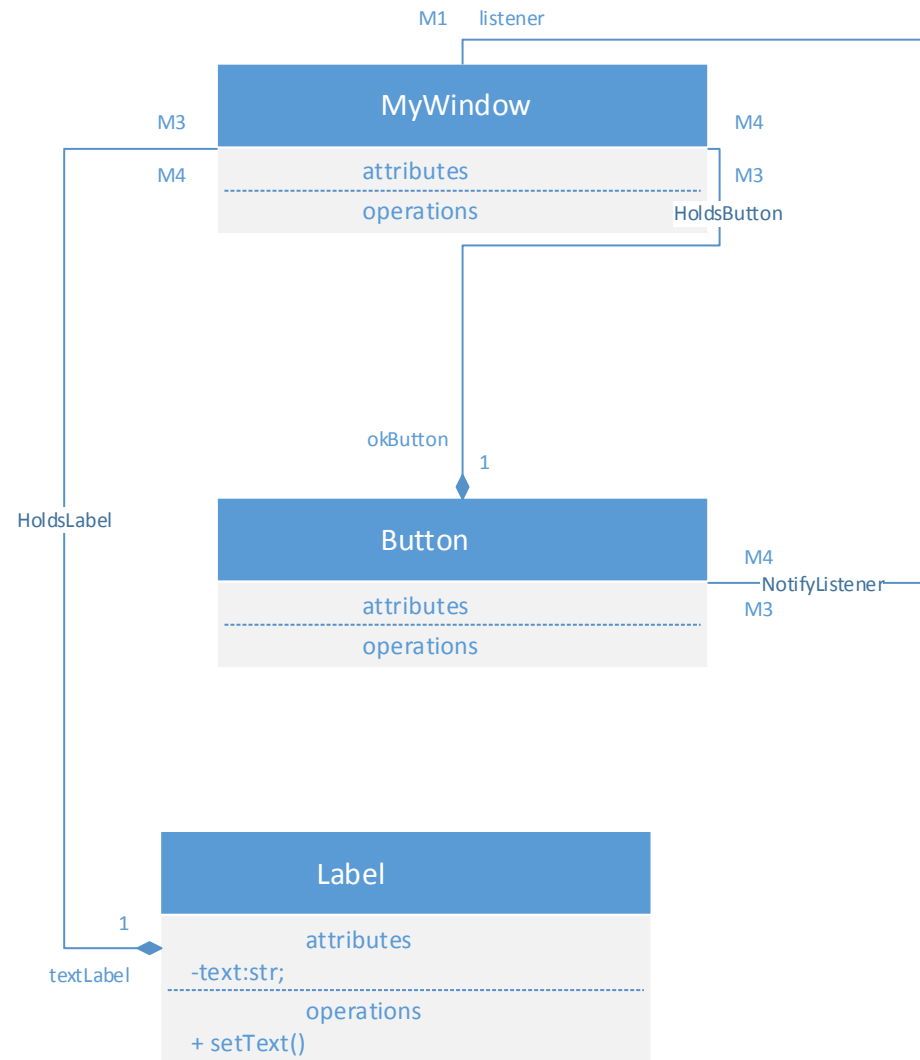 M1 listener
MyWindow
M3
M4
M4
M3
attributes
operations
HoldsButton
okButton
1
HoldsLabel
Button
M4
NotifyListener
M3
attributes
operations
Label
1
textLabel
attributes
-text:str;
operations
+ setText()